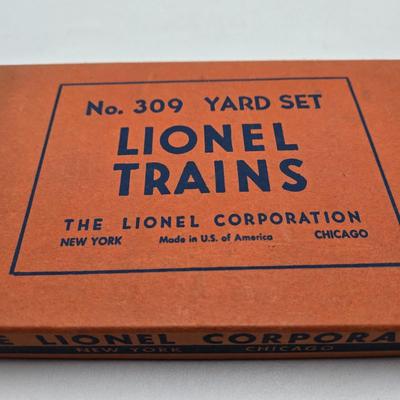 No. 309 YARD SET
LIONEL
TRAINS
THE LIONEL CORPORATION
NEW YORK Made in U.S. of America CHICAGO
E LIONEL CORPORA
NEW YORK CHICAGO